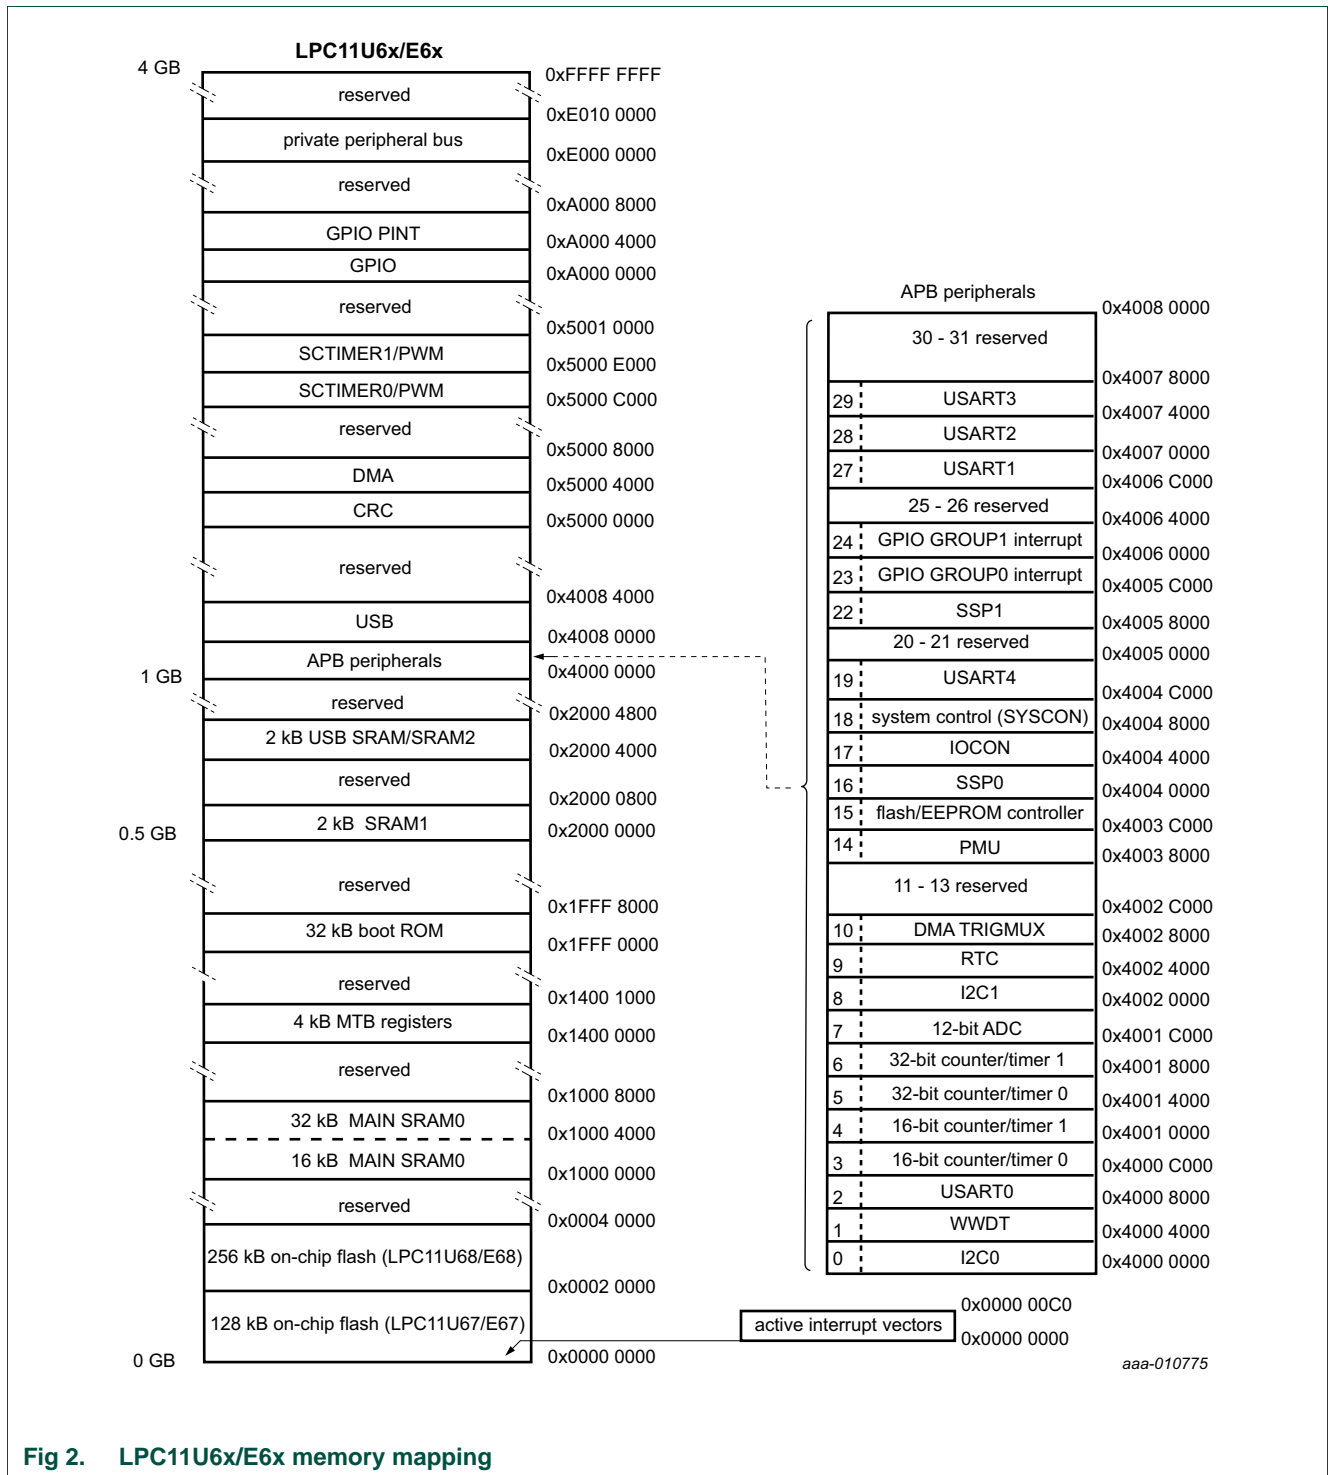 LPC11U6x/E6x
4 GB
0xFFFF FFFF
reserved
0xE010 0000
private peripheral bus
0xE000 0000
reserved
0xA000 8000
GPIO PINT
0xA000 4000
GPIO
0xA000 0000
reserved
0x5001 0000
SCTIMER1/PWM
0x5000 E000
SCTIMER0/PWM
0x5000 C000
reserved
0x5000 8000
DMA
0x5000 4000
CRC
0x5000 0000
reserved
0x4008 4000
USB
0x4008 0000
APB peripherals
0x4000 0000
1 GB
reserved
0x2000 4800
2 kB USB SRAM/SRAM2
0x2000 4000
reserved
0x2000 0800
2 kB SRAM1
0x2000 0000
0.5 GB
reserved
0x1FFF 8000
32 kB boot ROM
0x1FFF 0000
reserved
0x1400 1000
4 kB MTB registers
0x1400 0000
reserved
0x1000 8000
32 kB MAIN SRAM0
0x1000 4000
16 kB MAIN SRAM0
0x1000 0000
reserved
0x0004 0000
256 kB on-chip flash (LPC11U68/E68)
0x0002 0000
128 kB on-chip flash (LPC11U67/E67)
0 GB
0x0000 0000
APB peripherals
0x4008 0000
30 - 31 reserved
0x4007 8000
29 USART3
0x4007 4000
28 USART2
0x4007 0000
27 USART1
0x4006 C000
25 - 26 reserved
0x4006 4000
24 GPIO GROUP1 interrupt
0x4006 0000
23 GPIO GROUP0 interrupt
0x4005 C000
22 SSP1
0x4005 8000
20 - 21 reserved
0x4005 0000
19 USART4
0x4004 C000
18 system control (SYSCON)
0x4004 8000
17 IOCON
0x4004 4000
16 SSP0
0x4004 0000
15 flash/EEPROM controller
0x4003 C000
14 PMU
0x4003 8000
11 - 13 reserved
0x4002 C000
10 DMA TRIGMUX
0x4002 8000
9 RTC
0x4002 4000
8 I2C1
0x4002 0000
7 12-bit ADC
0x4001 C000
6 32-bit counter/timer 1
0x4001 8000
5 32-bit counter/timer 0
0x4001 4000
4 16-bit counter/timer 1
0x4001 0000
3 16-bit counter/timer 0
0x4000 C000
2 USART0
0x4000 8000
1 WWDT
0x4000 4000
0 I2C0
0x4000 0000
0x0000 00C0
active interrupt vectors
0x0000 0000
aaa-010775
Fig 2. LPC11U6x/E6x memory mapping